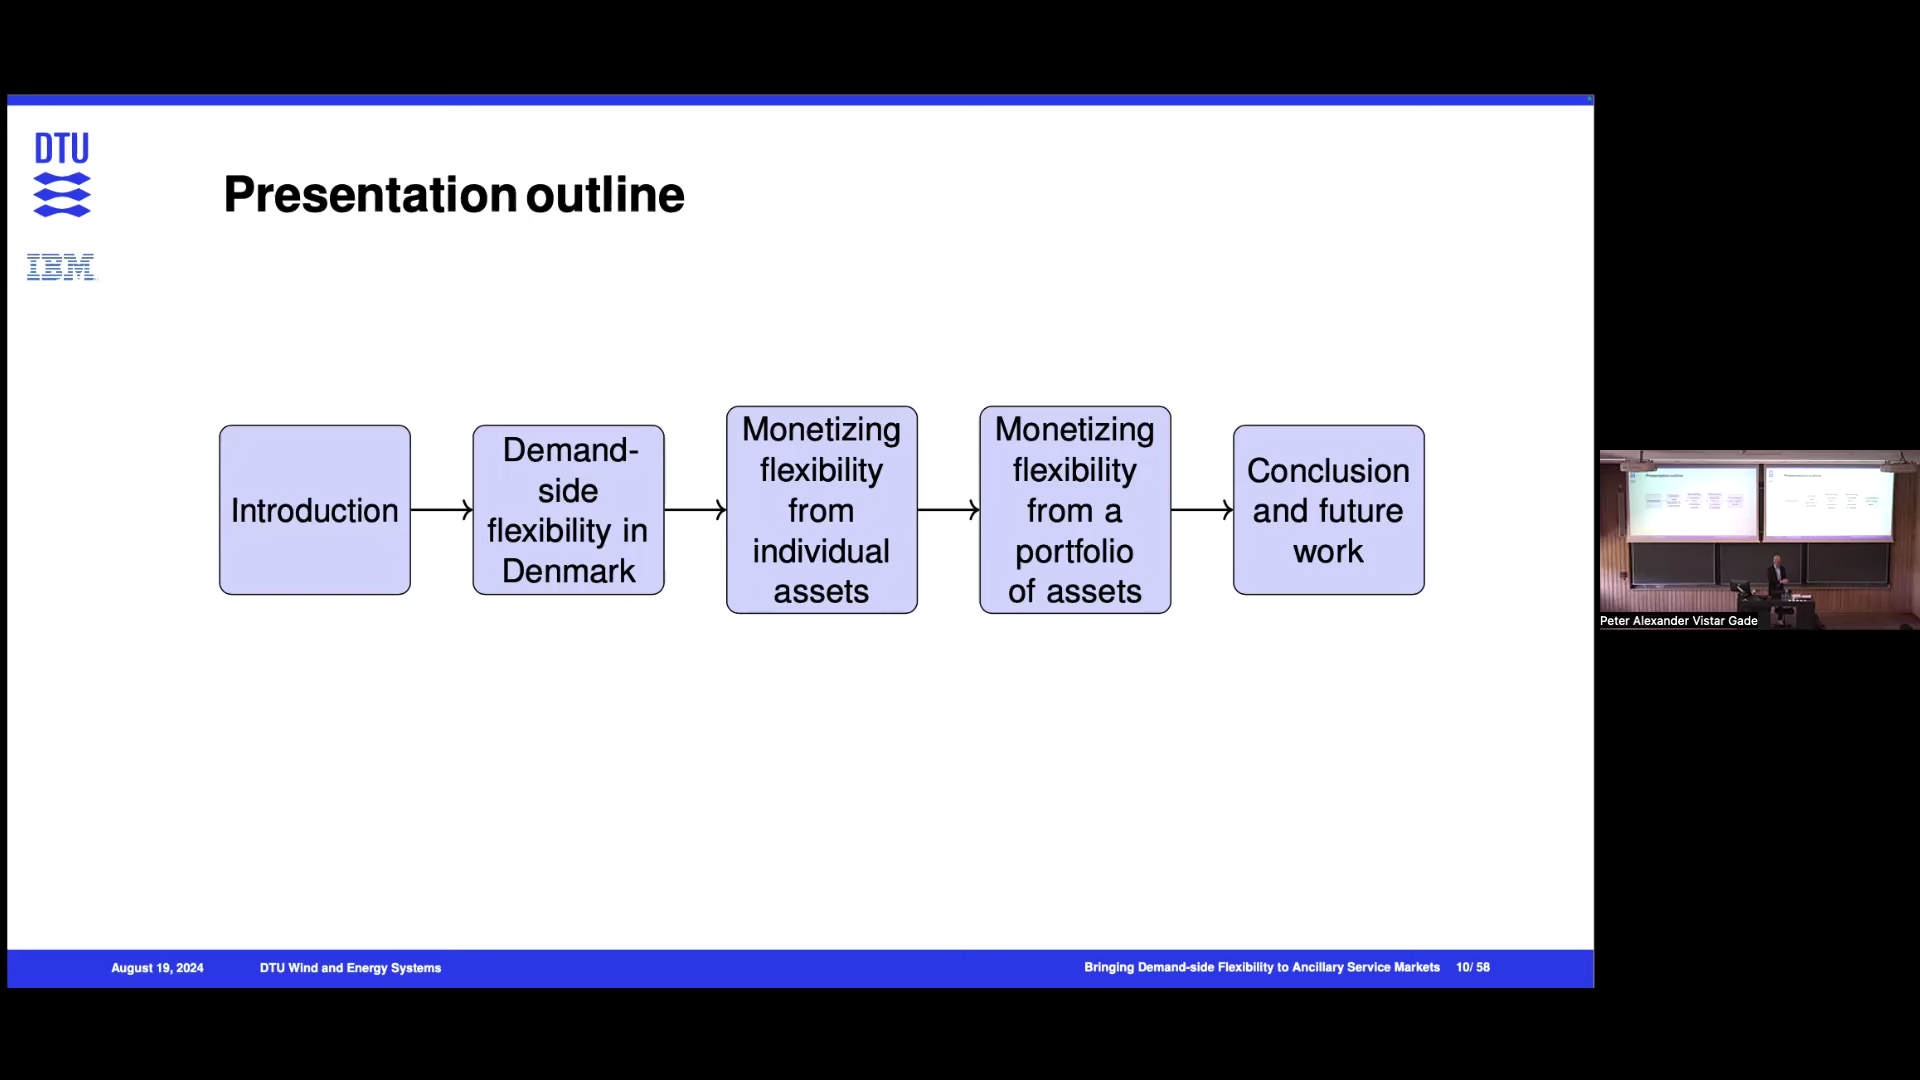 DTU
IBM
Presentation outline
Introduction
Demand-
side
flexibility in
Denmark
Monetizing
flexibility
from
individual
assets
Monetizing
flexibility
from a
portfolio
of assets
Conclusion
and future
work
Peter Alexander Vistar Gade
August 19, 2024
DTU Wind and Energy Systems
Bringing Demand-side Flexibility to Ancillary Service Markets
10/ 58